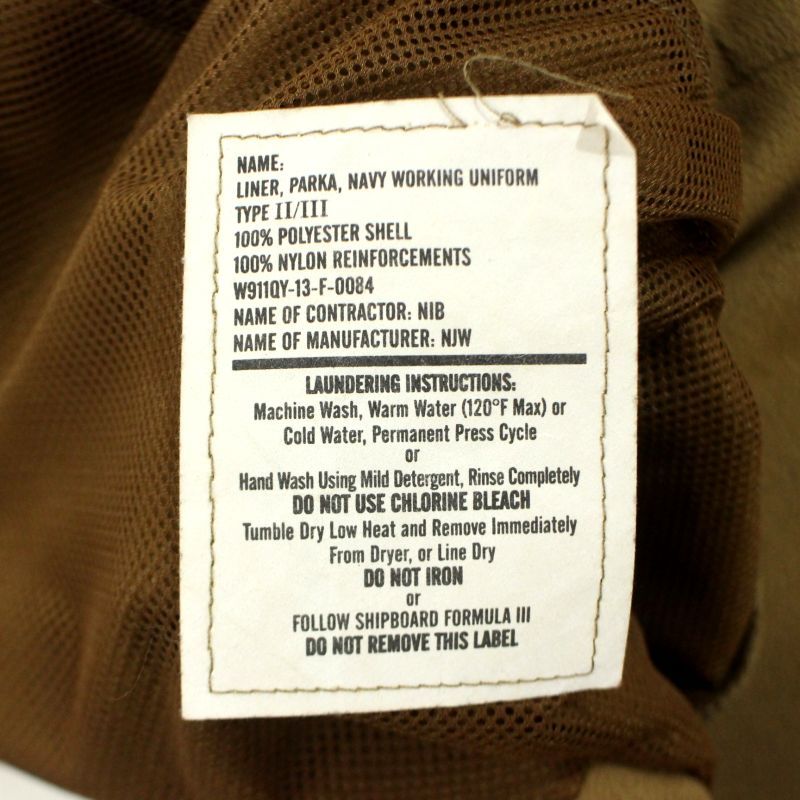 NAME:
LINER, PARKA, NAVY WORKING UNIFORM
TYPE II/III
100% POLYESTER SHELL
100% NYLON REINFORCEMENTS
W911QY-13-F-0084
NAME OF CONTRACTOR: NIB
NAME OF MANUFACTURER: NJW
LAUNDERING INSTRUCTIONS:
Machine Wash, Warm Water (120°F Max) or
Cold Water, Permanent Press Cycle
or
Hand Wash Using Mild Detergent, Rinse Completely
DO NOT USE CHLORINE BLEACH
Tumble Dry Low Heat and Remove Immediately
From Dryer, or Line Dry
DO NOT IRON
or
FOLLOW SHIPBOARD FORMULA III
DO NOT REMOVE THIS LABEL